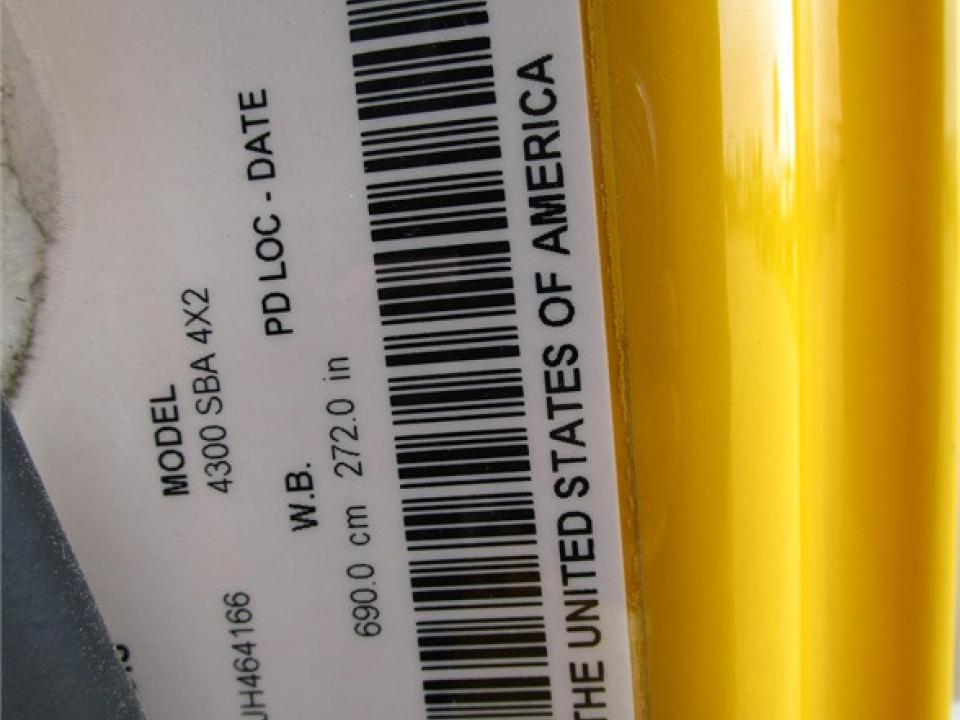 MODEL
4300 SBA 4X2
JH464166
PD LOC - DATE
W.B.
690.0 cm 272.0 in
THE UNITED STATES OF AMERICA